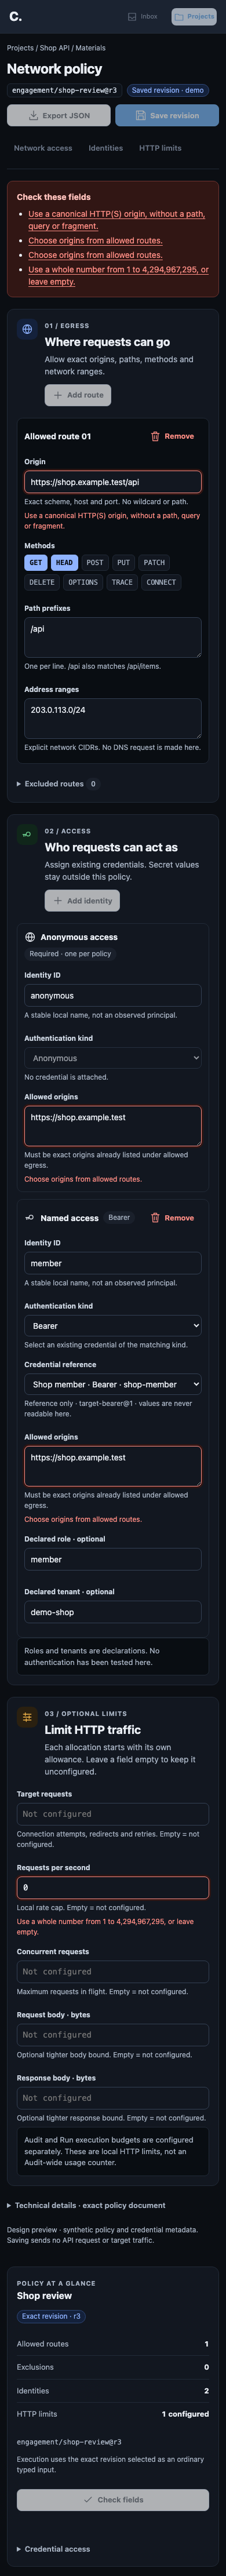 C.
Inbox
Projects
Projects / Shop API / Materials
Network policy
engagement/shop-review@r3
Saved revision · demo
Export JSON
Save revision
Network access
Identities
HTTP limits
Check these fields
• Use a canonical HTTP(S) origin, without a path,
query or fragment.
• Choose origins from allowed routes.
• Choose origins from allowed routes.
• Use a whole number from 1 to 4,294,967,295, or
leave empty.
01 / EGRESS
Where requests can go
Allow exact origins, paths, methods and
network ranges.
Add route
Allowed route 01
Remove
Origin
https://shop.example.test/api
Exact scheme, host and port. No wildcard or path.
Use a canonical HTTP(S) origin, without a path, query
or fragment.
Methods
GET
HEAD
POST
PUT
PATCH
DELETE
OPTIONS
TRACE
CONNECT
Path prefixes
/api
One per line. /api also matches /api/items.
Address ranges
203.0.113.0/24
Explicit network CIDRs. No DNS request is made here.
Excluded routes 0
02 / ACCESS
Who requests can act as
Assign existing credentials. Secret values
stay outside this policy.
Add identity
Anonymous access
Required · one per policy
Identity ID
anonymous
A stable local name, not an observed principal.
Authentication kind
Anonymous
No credential is attached.
Allowed origins
https://shop.example.test
Must be exact origins already listed under allowed
egress.
Choose origins from allowed routes.
Named access
Bearer
Remove
Identity ID
member
A stable local name, not an observed principal.
Authentication kind
Bearer
Select an existing credential of the matching kind.
Credential reference
Shop member · Bearer · shop-member
Reference only · target-bearer@1 · values are never
readable here.
Allowed origins
https://shop.example.test
Must be exact origins already listed under allowed
egress.
Choose origins from allowed routes.
Declared role · optional
member
Declared tenant · optional
demo-shop
Roles and tenants are declarations. No
authentication has been tested here.
03 / OPTIONAL LIMITS
Limit HTTP traffic
Each allocation starts with its own
allowance. Leave a field empty to keep it
unconfigured.
Target requests
Not configured
Connection attempts, redirects and retries. Empty = not
configured.
Requests per second
0
Local rate cap. Empty = not configured.
Use a whole number from 1 to 4,294,967,295, or leave
empty.
Concurrent requests
Not configured
Maximum requests in flight. Empty = not configured.
Request body · bytes
Not configured
Optional tighter body bound. Empty = not configured.
Response body · bytes
Not configured
Optional tighter response bound. Empty = not configured.
Audit and Run execution budgets are configured
separately. These are local HTTP limits, not an
Audit-wide usage counter.
Technical details · exact policy document
Design preview · synthetic policy and credential metadata.
Saving sends no API request or target traffic.
POLICY AT A GLANCE
Shop review
Exact revision · r3
Allowed routes 1
Exclusions 0
Identities 2
HTTP limits 1 configured
engagement/shop-review@r3
Execution uses the exact revision selected as an ordinary
typed input.
Check fields
Credential access